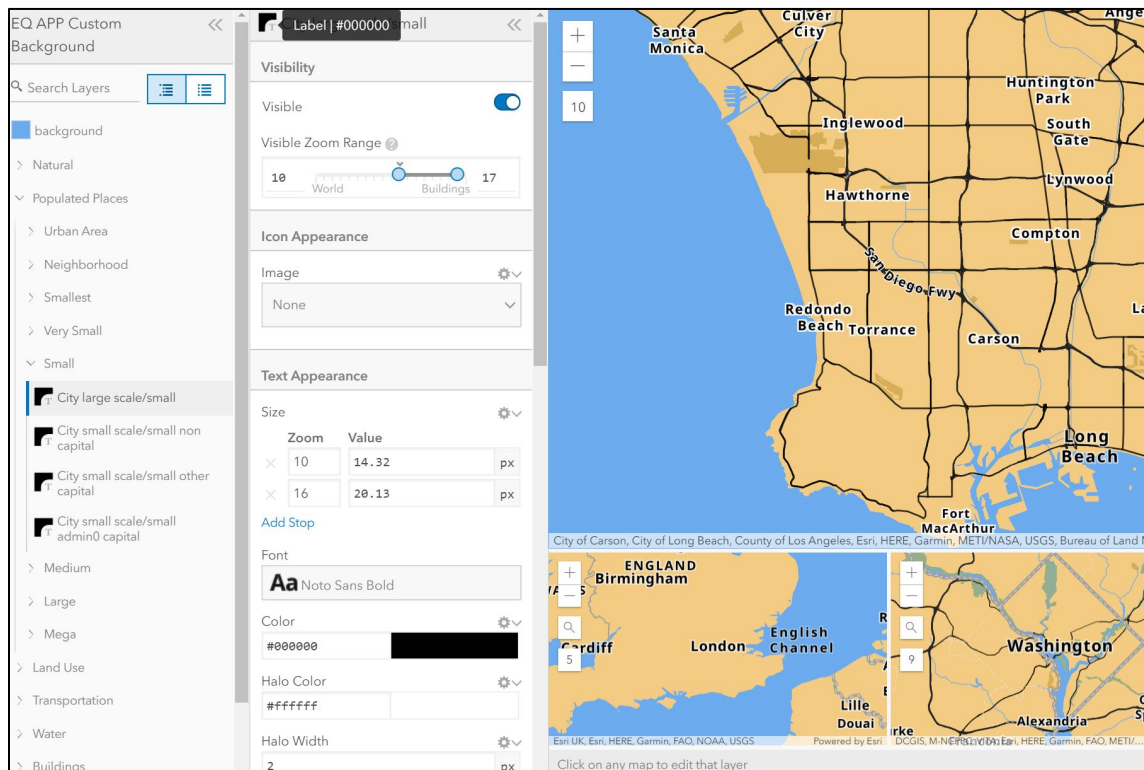 EQ APP Custom
Background
Search Layers
background
Natural
Populated Places
Urban Area
Neighborhood
Smallest
Very Small
Small
City large scale/small
City small scale/small non
capital
City small scale/small other
capital
City small scale/small
admin0 capital
Medium
Large
Mega
Land Use
Transportation
Water
Buildings
Label | #000000
small
Visibility
Visible
Visible Zoom Range
10
17
World
Buildings
Icon Appearance
Image
None
Text Appearance
Size
Zoom Value
10 14.32 px
16 20.13 px
Add Stop
Font
Aa Noto Sans Bold
Color
#000000
Halo Color
#ffffff
Halo Width
2 px
10
Santa
Monica
Culver
City
Huntington
Park
Inglewood
South
Gate
Lynwood
Hawthorne
Compton
San Diego Fwy
Redondo
Beach
Torrance
Carson
Long
Beach
Fort
MacArthur
City of Carson, City of Long Beach, County of Los Angeles, Esri, HERE, Garmin, METI/NASA, USGS, Bureau of Land
5
ENGLAND
Birmingham
Cardiff
London
English
Channel
Lille
Douai
Esri UK, Esri, HERE, Garmin, FAO, NOAA, USGS
Powered by Esri
9
Washington
Alexandria
Esri, HERE, Garmin, FAO, METI/...
Click on any map to edit that layer